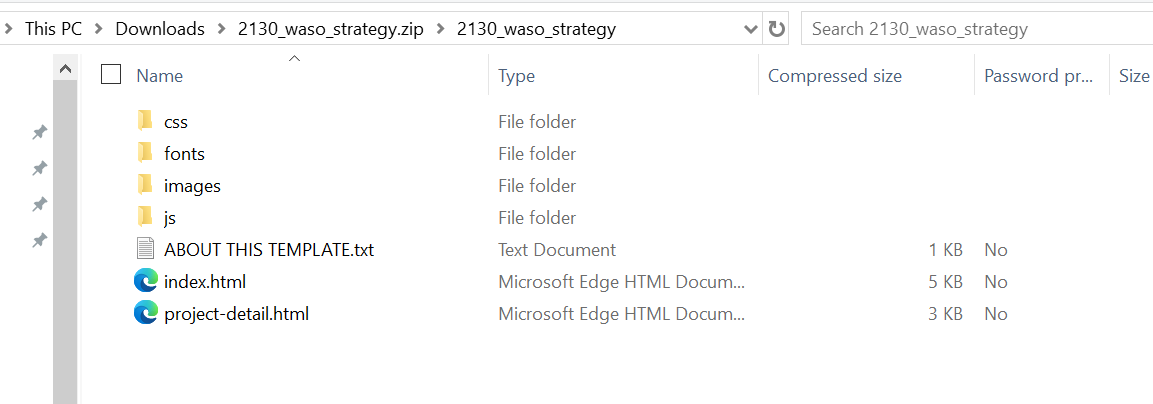 This PC Downloads 2130_waso_strategy.zip 2130_waso_strategy Search 2130_waso_strategy
Name Type Compressed size Password pr... Size
css File folder
fonts File folder
images File folder
js File folder
ABOUT THIS TEMPLATE.txt Text Document 1 KB No
index.html Microsoft Edge HTML Docum... 5 KB No
project-detail.html Microsoft Edge HTML Docum... 3 KB No